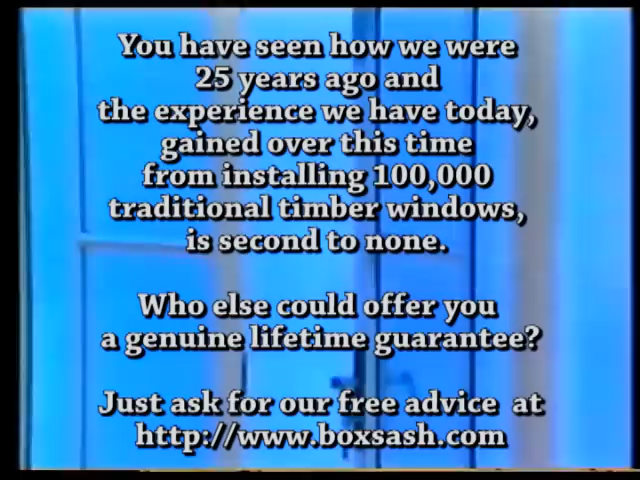 You have seen how we were
25 years ago and
the experience we have today,
gained over this time
from installing 100,000
traditional timber windows,
is second to none.
Who else could offer you
a genuine lifetime guarantee?
Just ask for our free advice at
http://www.boxsash.com